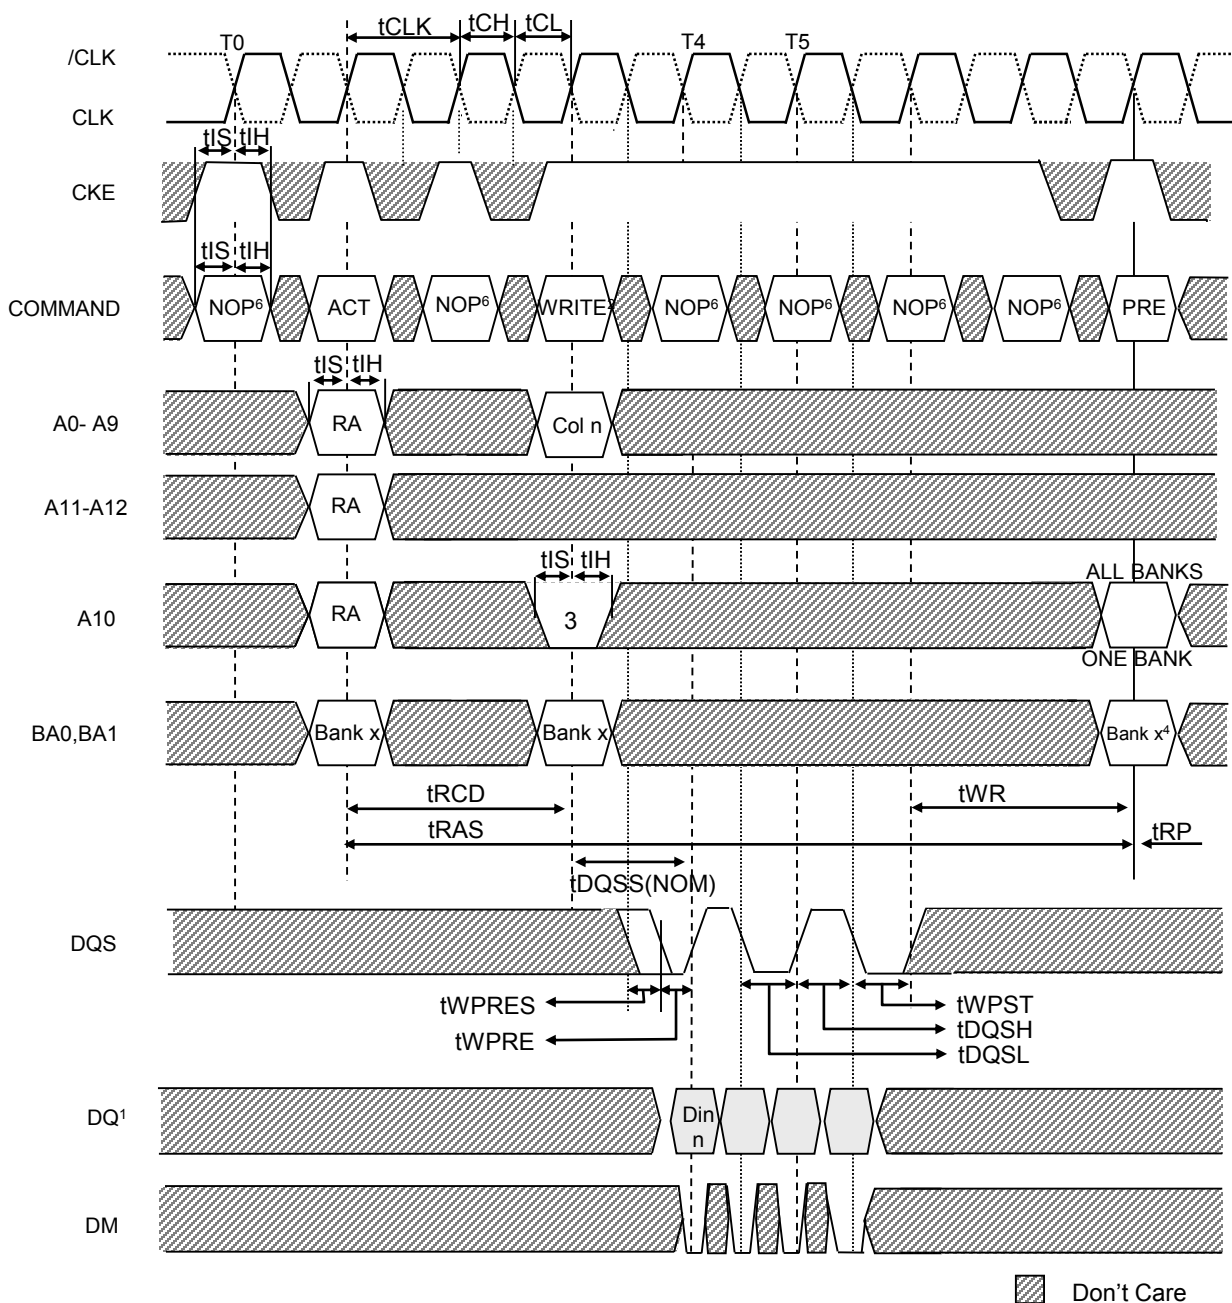 tCLK tCH tCL
T0 T4 T5
/CLK
CLK
tIS tIH
CKE
tIS tIH
COMMAND NOP⁶ ACT NOP⁶ WRITE² NOP⁶ NOP⁶ NOP⁶ NOP⁶ PRE
tIS tIH
A0- A9 RA Col n
A11-A12 RA
tIS tIH
ALL BANKS
A10 RA 3
ONE BANK
BA0,BA1 Bank x Bank x Bank x⁴
tRCD tWR
tRAS tRP
tDQSS(NOM)
DQS
tWPRES tWPST
tDQSH
tWPRE
tDQSL
DQ¹ Din
n
DM
Don't Care